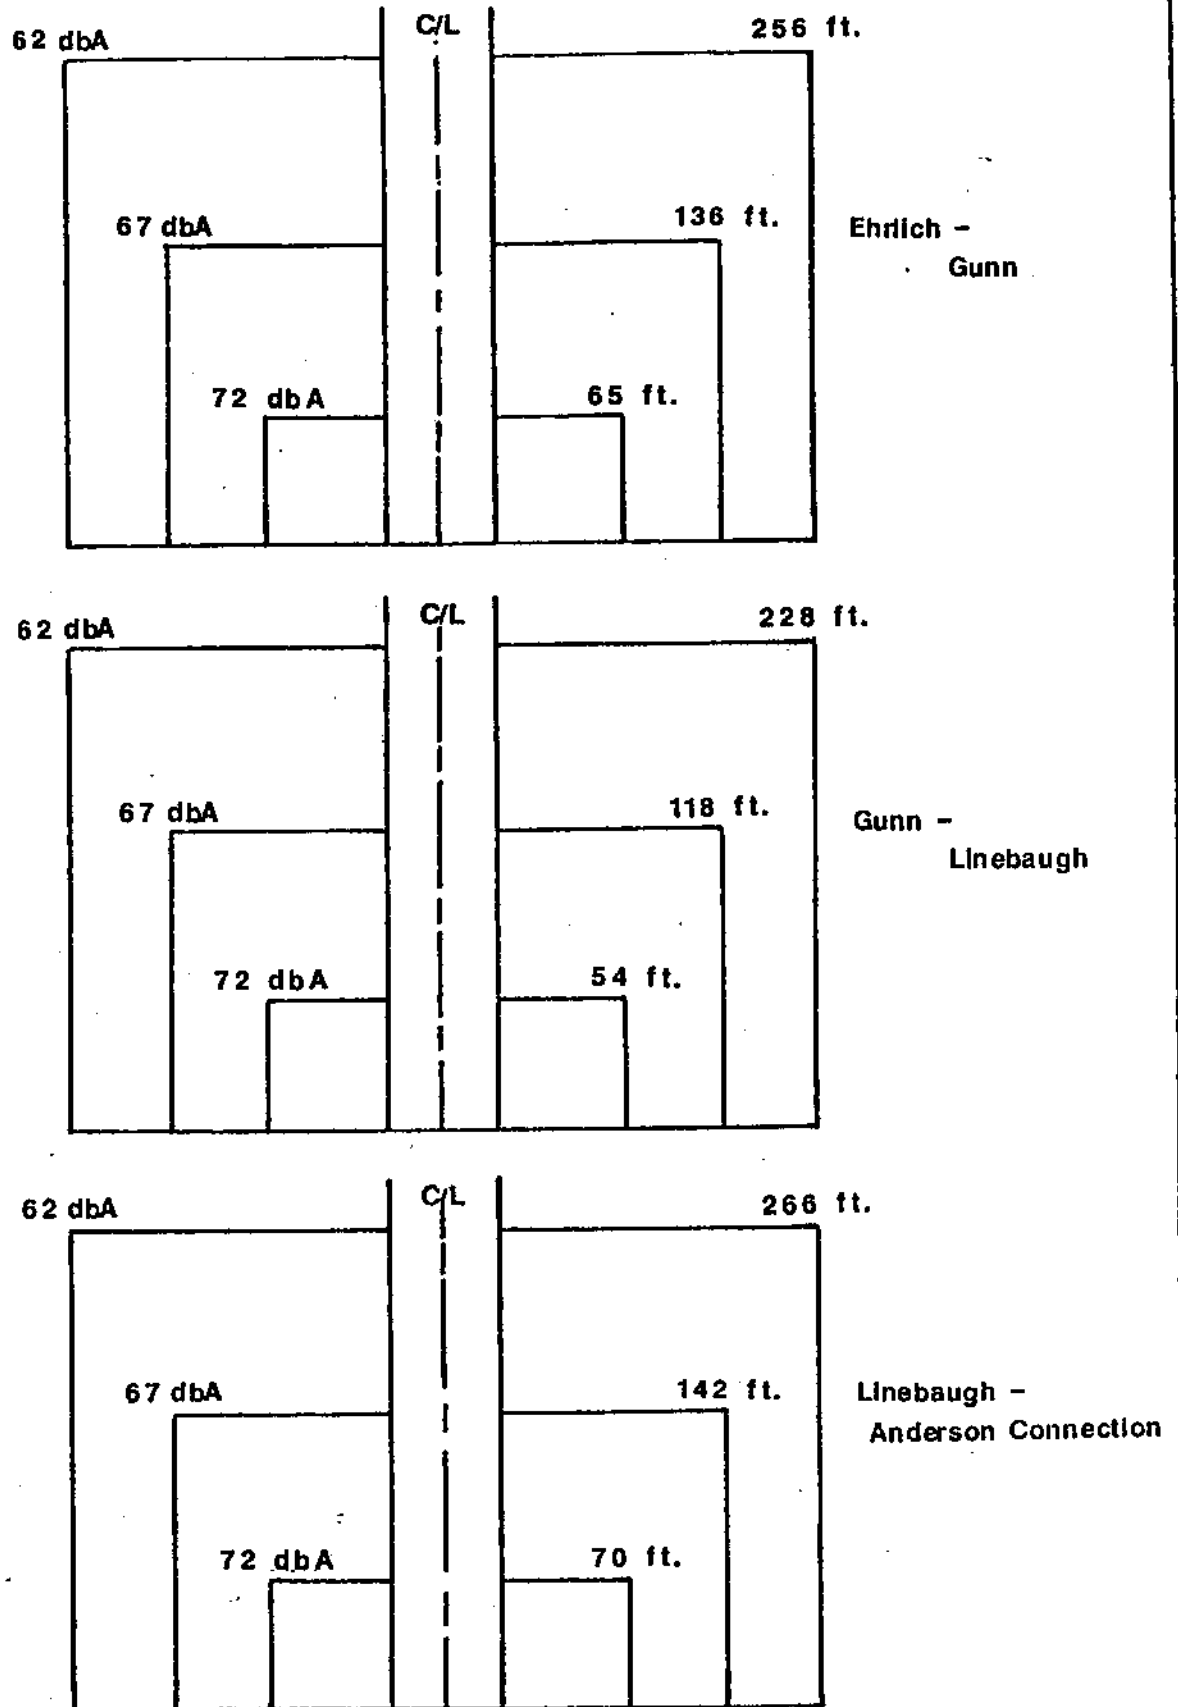 62 dbA
C/L
256 ft.
67 dbA
136 ft.
Ehrlich -
Gunn
72 dbA
65 ft.
62 dbA
C/L
228 ft.
67 dbA
118 ft.
Gunn -
Linebaugh
72 dbA
54 ft.
62 dbA
C/L
266 ft.
67 dbA
142 ft.
Linebaugh -
Anderson Connection
72 dbA
70 ft.